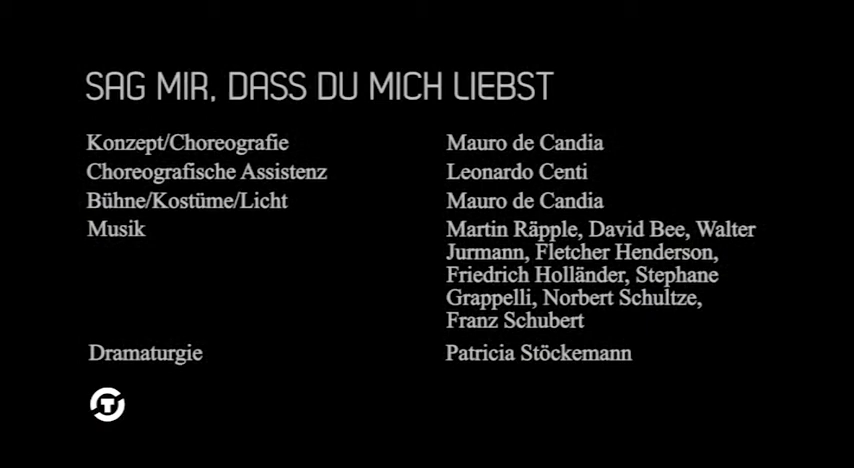 SAG MIR, DASS DU MICH LIEBST
Konzept/Choreografie Mauro de Candia
Choreografische Assistenz Leonardo Centi
Bühne/Kostüme/Licht Mauro de Candia
Musik Martin Räpple, David Bee, Walter
Jurmann, Fletcher Henderson,
Friedrich Holländer, Stephane
Grappelli, Norbert Schultze,
Franz Schubert
Dramaturgie Patricia Stöckemann
T